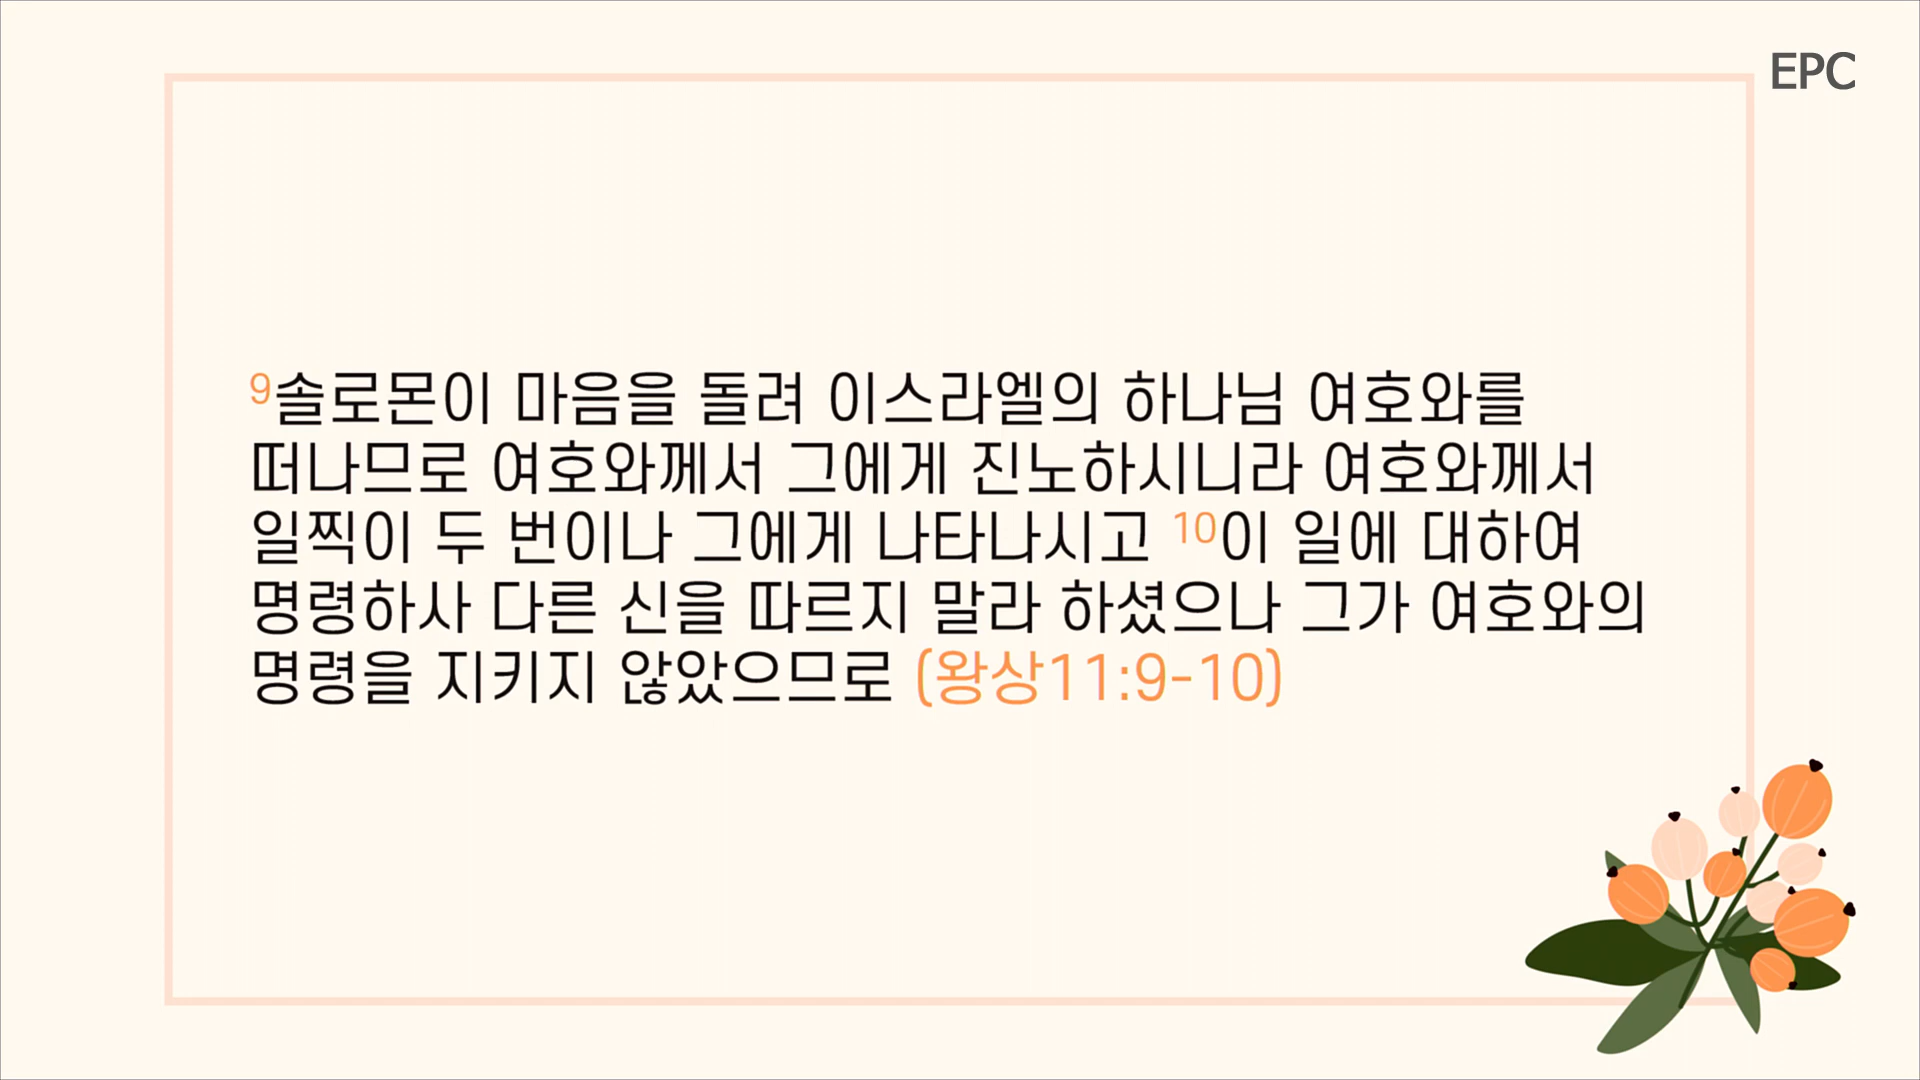 EPC
9솔로몬이 마음을 돌려 이스라엘의 하나님 여호와를
떠나므로 여호와께서 그에게 진노하시니라 여호와께서
일찍이 두 번이나 그에게 나타나시고 10이 일에 대하여
명령하사 다른 신을 따르지 말라 하셨으나 그가 여호와의
명령을 지키지 않았으므로 (왕상11:9-10)